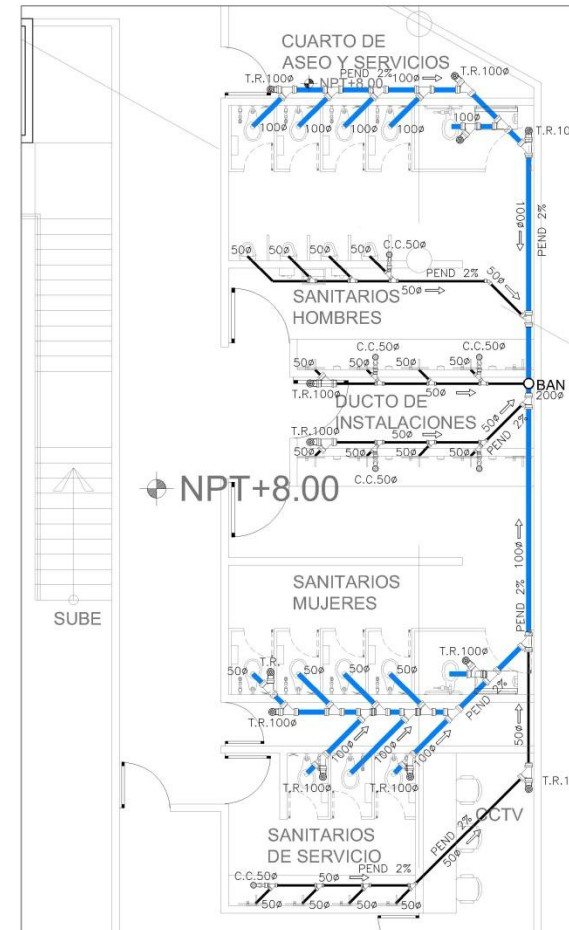 CUARTO DE
ASEO Y SERVICIOS
T.R.100ø
PEND 2%
100ø
T.R.100ø
NPT+8.00
100ø
100ø
100ø
100ø
100ø
T.R.10
100ø
PEND 2%
50ø
50ø
50ø
50ø
C.C.50ø
PEND 2%
50ø
50ø
SANITARIOS
HOMBRES
C.C.50ø
C.C.50ø
50ø
50ø
50ø
50ø
T.R.100ø
BAN
200ø
DUCTO DE
INSTALACIONES
T.R.100ø
50ø
50ø
50ø
PEND 2%
50ø
50ø
50ø
50ø
C.C.50ø
C.C.50ø
NPT+8.00
100ø
PEND 2%
SANITARIOS
MUJERES
SUBE
T.R.
T.R.100ø
50ø
50ø
50ø
50ø
T.R.100ø
PEND 2%
100ø
100ø
100ø
50ø
T.R.100ø
T.R.100ø
T.R.1
CCTV
SANITARIOS
DE SERVICIO
PEND 2%
50ø
PEND 2%
C.C.50ø
50ø
50ø
50ø
50ø
50ø